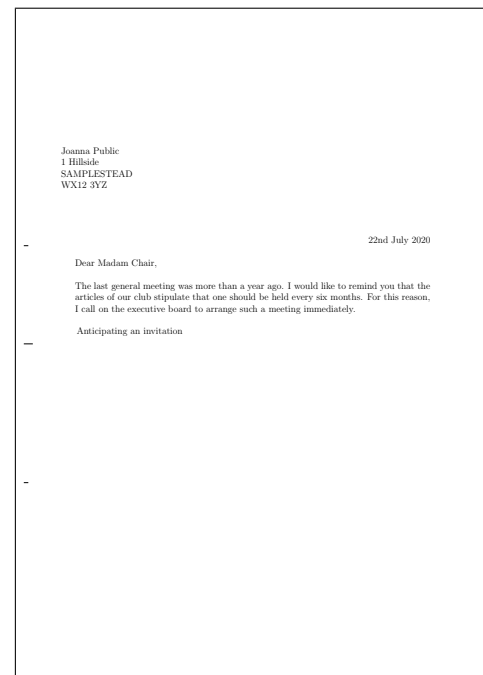 Joanna Public
1 Hillside
SAMPLESTEAD
WX12 3YZ
22nd July 2020
Dear Madam Chair,
The last general meeting was more than a year ago. I would like to remind you that the
articles of our club stipulate that one should be held every six months. For this reason,
I call on the executive board to arrange such a meeting immediately.
Anticipating an invitation